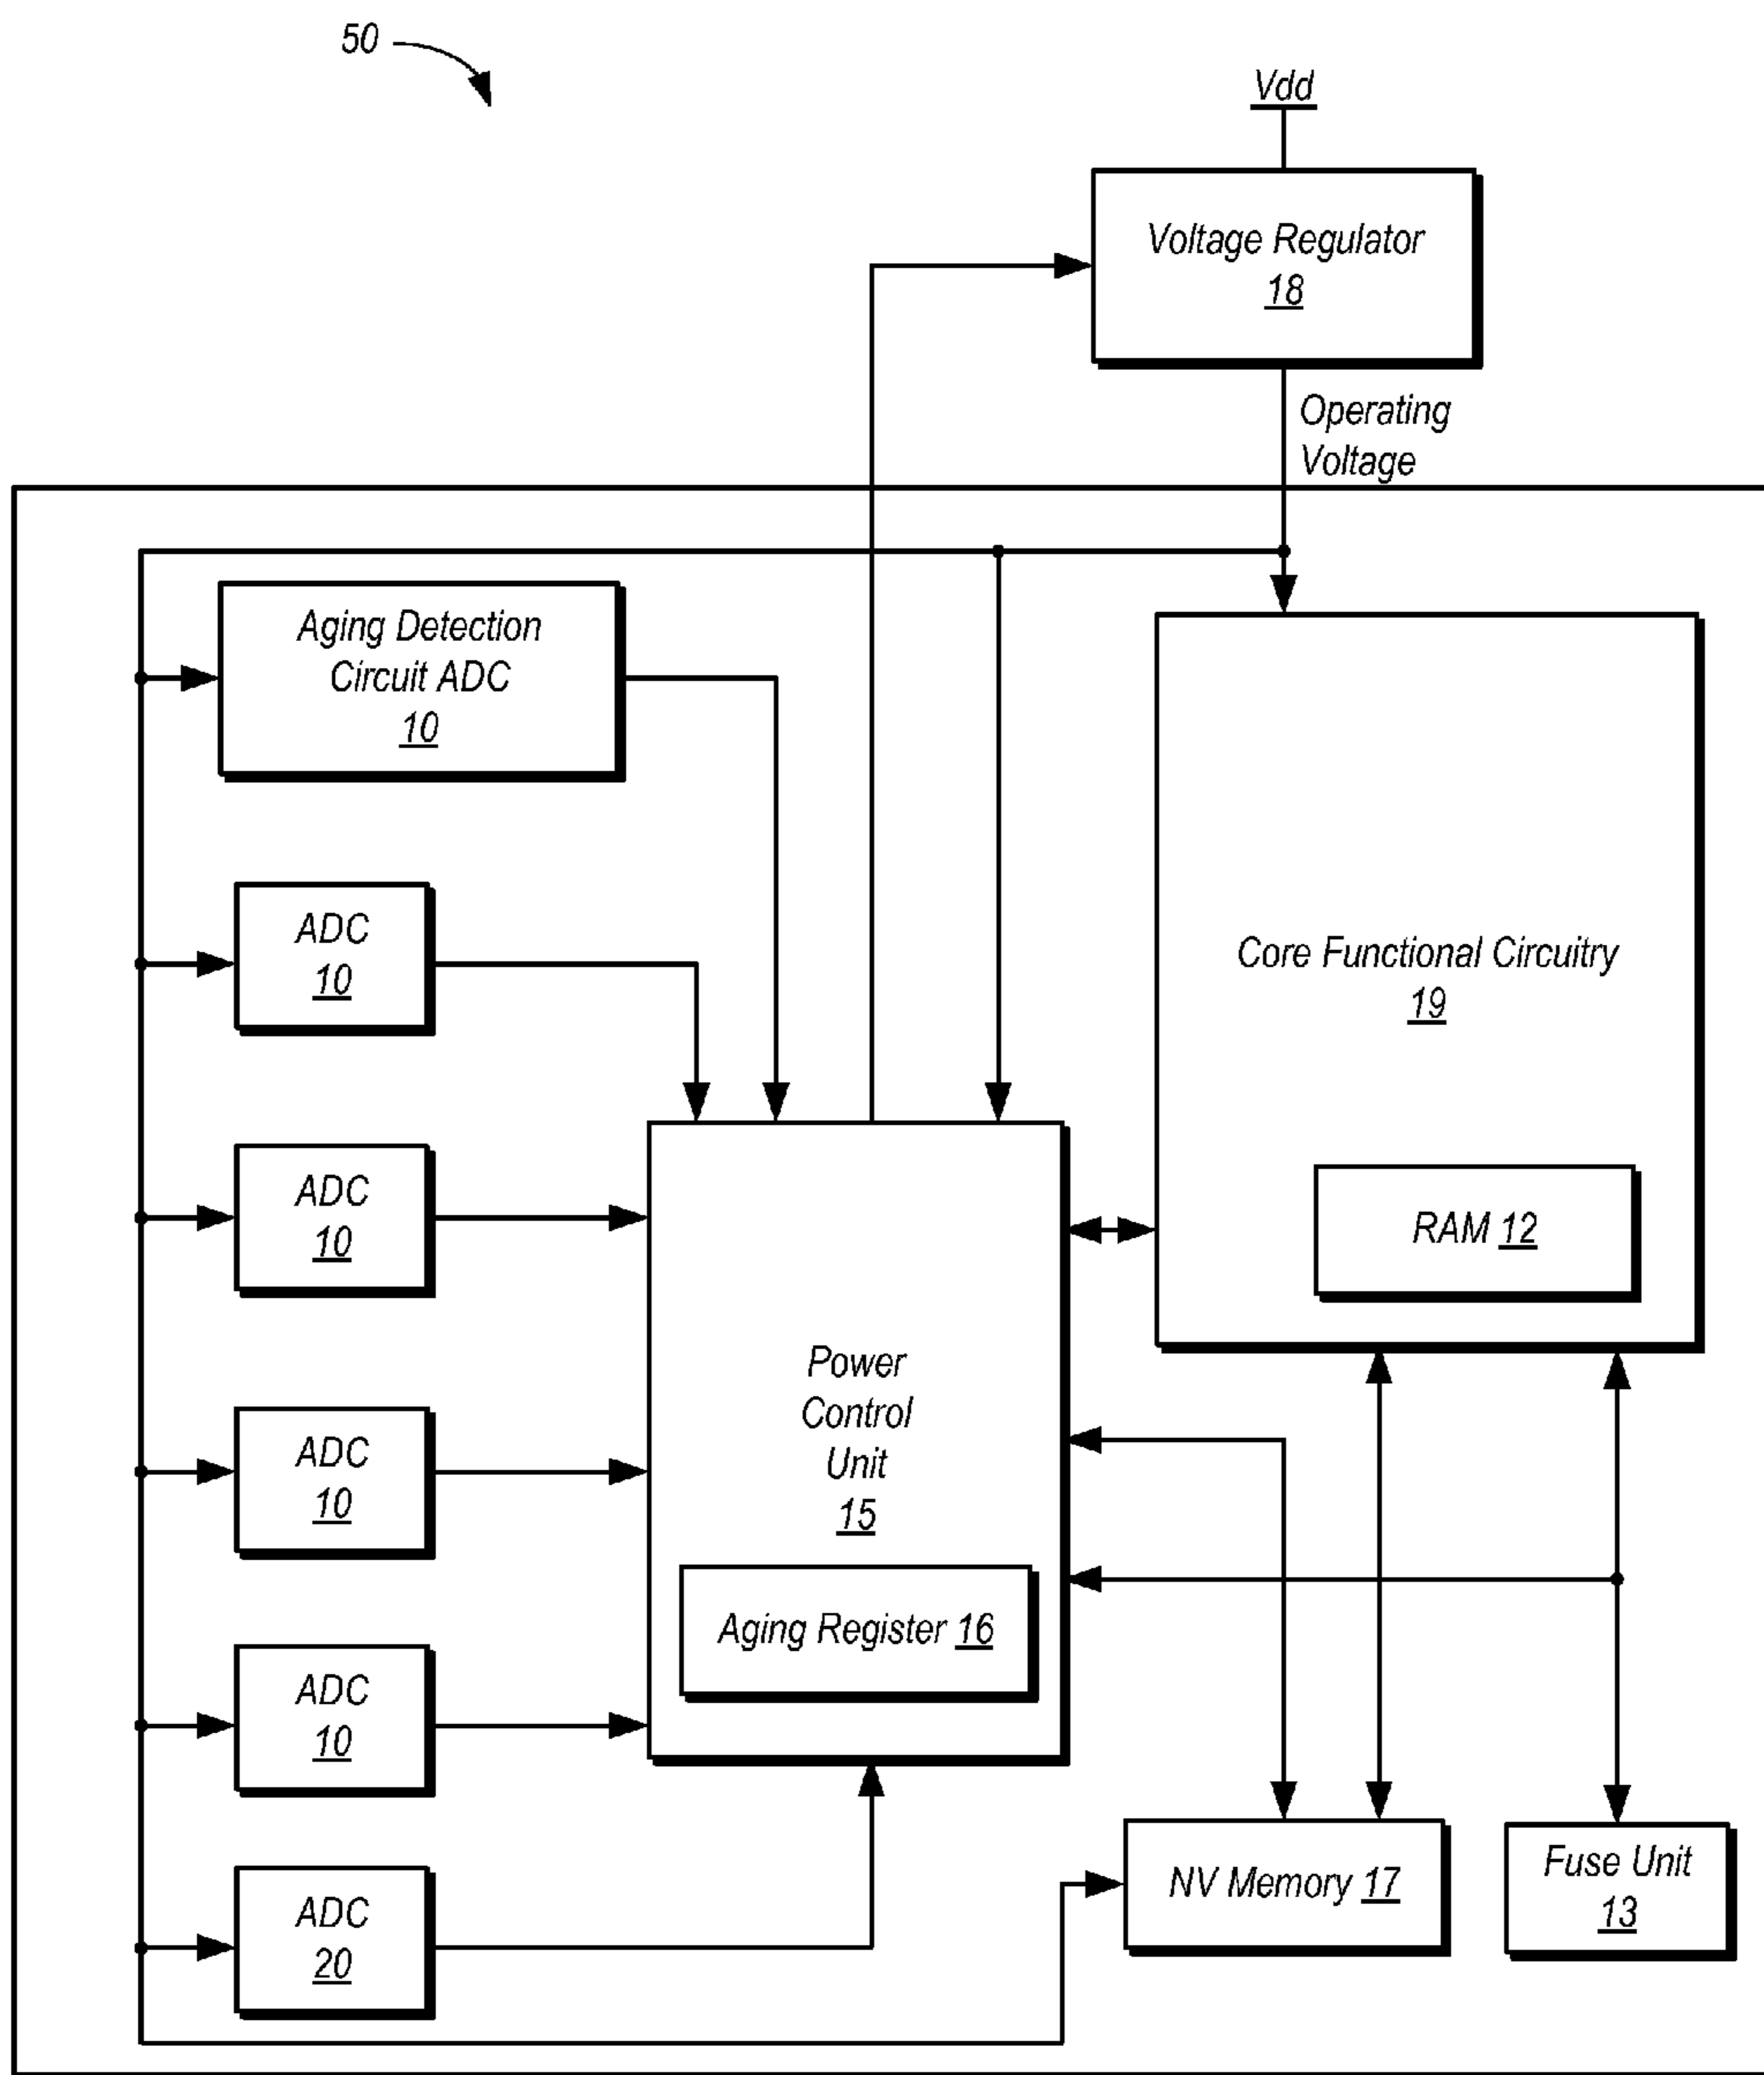 50
Vdd
Voltage Regulator
18
Operating
Voltage
Aging Detection
Circuit ADC
10
ADC
10
ADC
10
ADC
10
ADC
10
ADC
20
Power
Control
Unit
15
Aging Register 16
Core Functional Circuitry
19
RAM 12
NV Memory 17
Fuse Unit
13